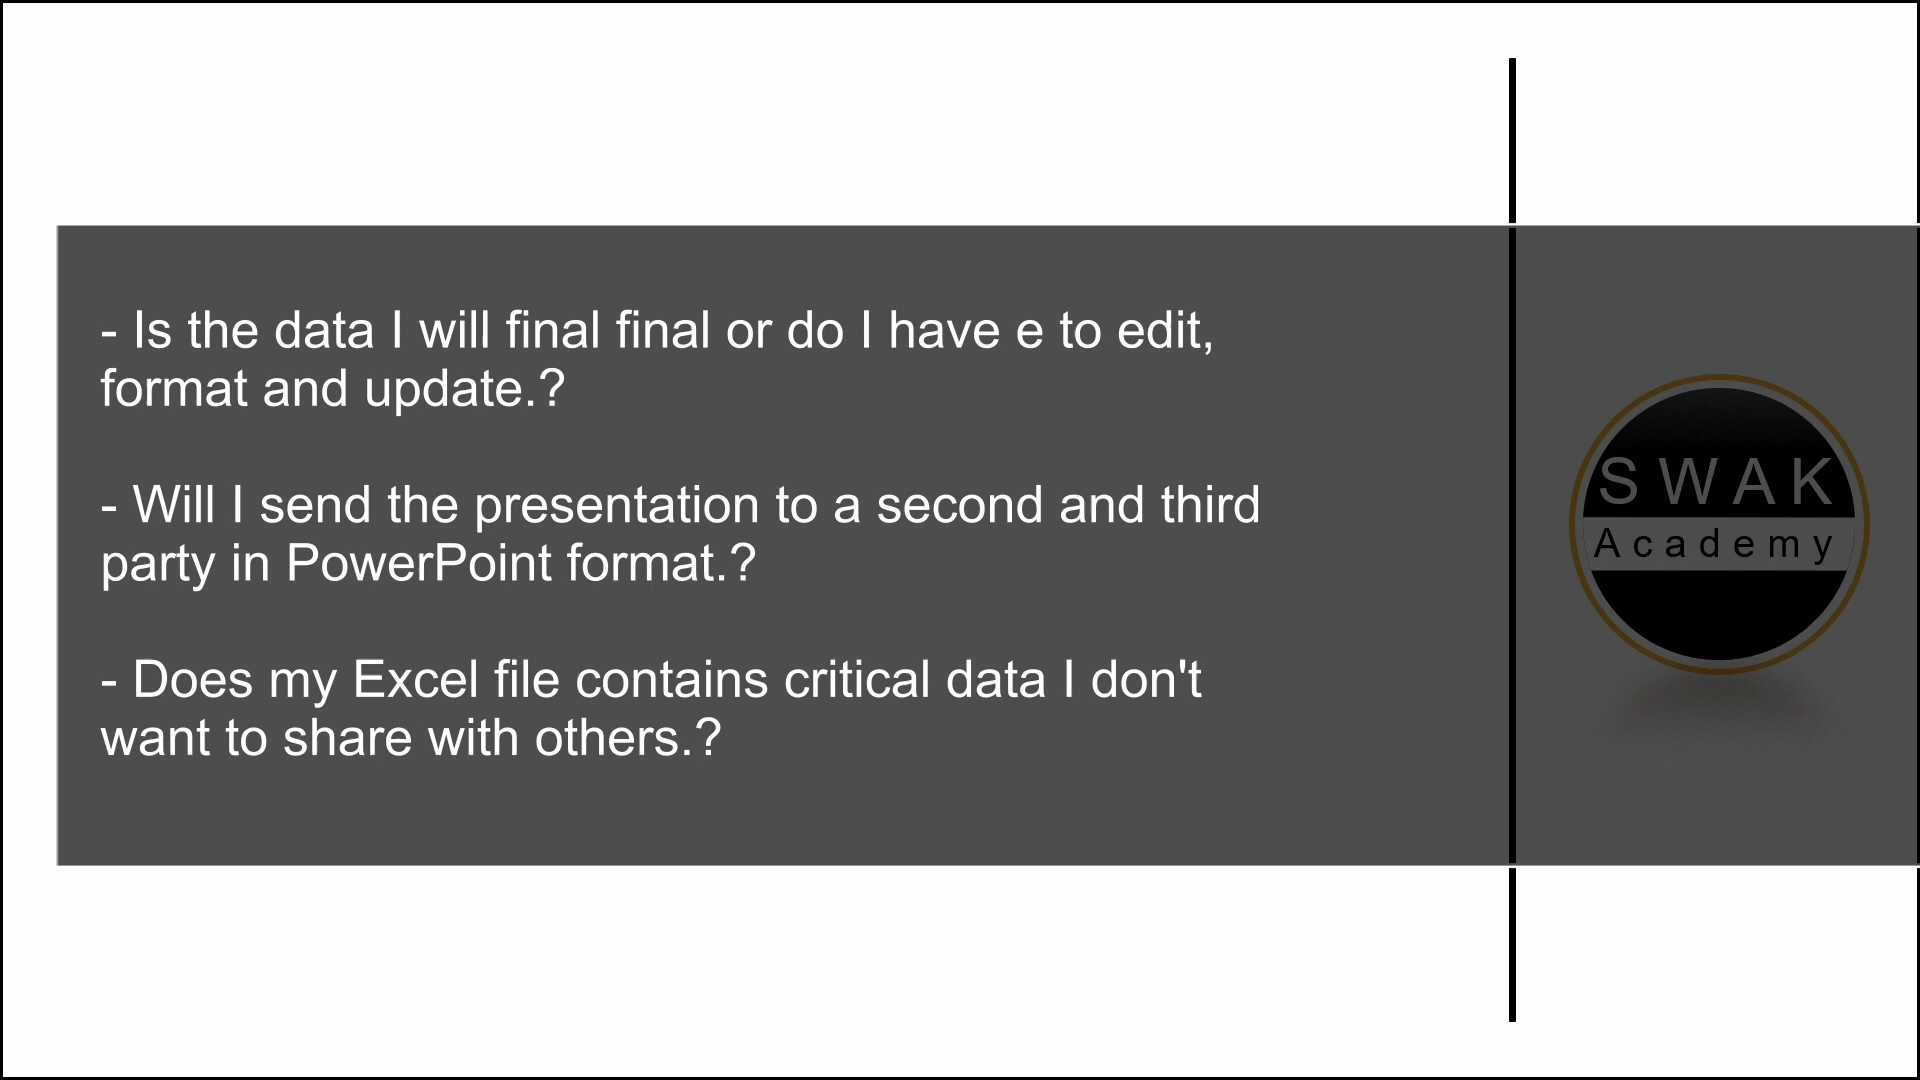 - Is the data I will final final or do I have e to edit,
format and update.?
- Will I send the presentation to a second and third
party in PowerPoint format.?
- Does my Excel file contains critical data I don't
want to share with others.?
SWAK
Academy